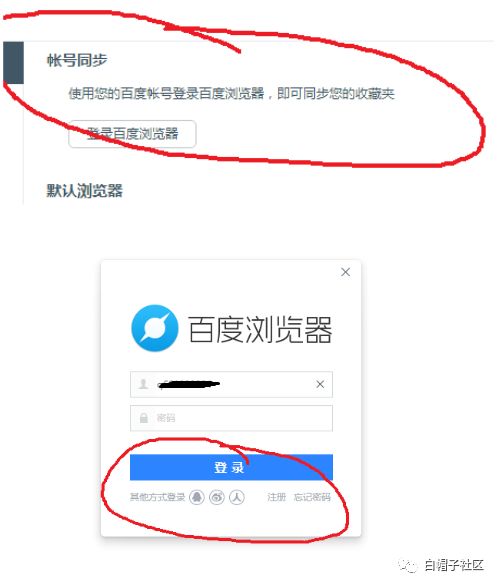 帐号同步
使用您的百度帐号登录百度浏览器，即可同步您的收藏夹
登录百度浏览器
默认浏览器
百度浏览器
密码
登录
其他方式登录 注册 忘记密码
白帽子社区